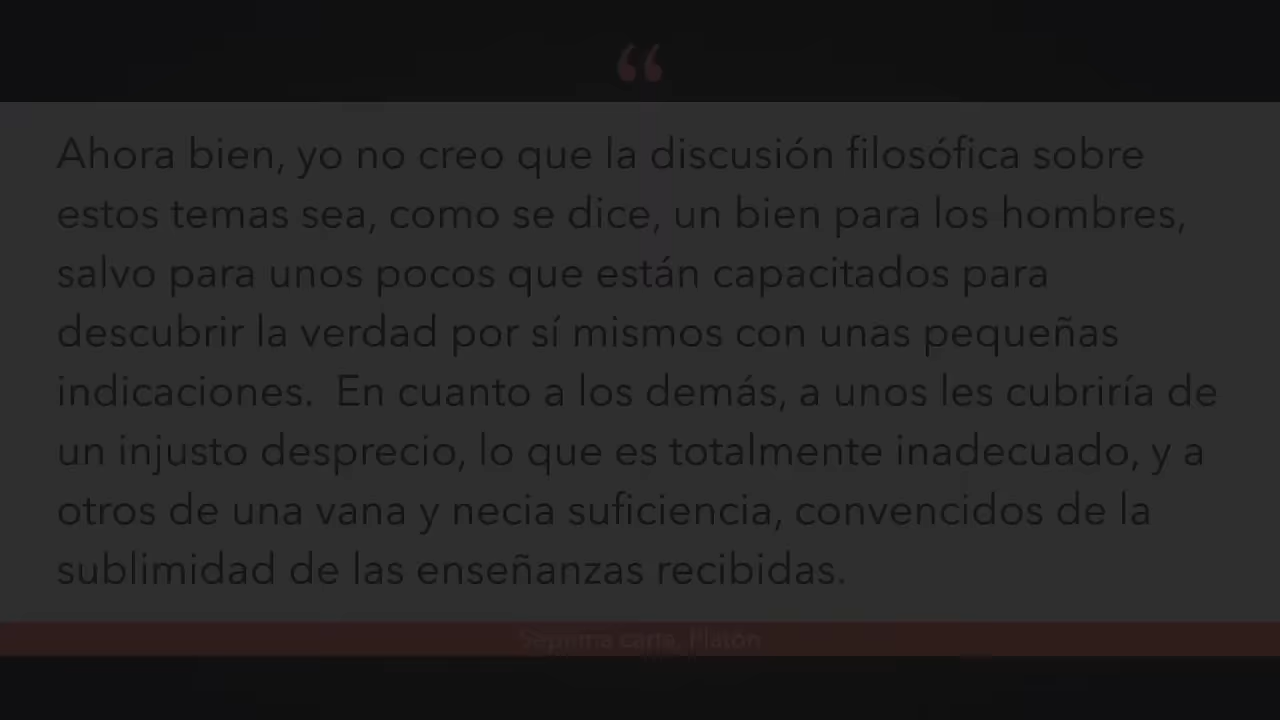 “
Ahora bien, yo no creo que la discusión filosófica sobre
estos temas sea, como se dice, un bien para los hombres,
salvo para unos pocos que están capacitados para
descubrir la verdad por sí mismos con unas pequeñas
indicaciones.  En cuanto a los demás, a unos les cubriría de
un injusto desprecio, lo que es totalmente inadecuado, y a
otros de una vana y necia suficiencia, convencidos de la
sublimidad de las enseñanzas recibidas.
Séptima carta, Platón